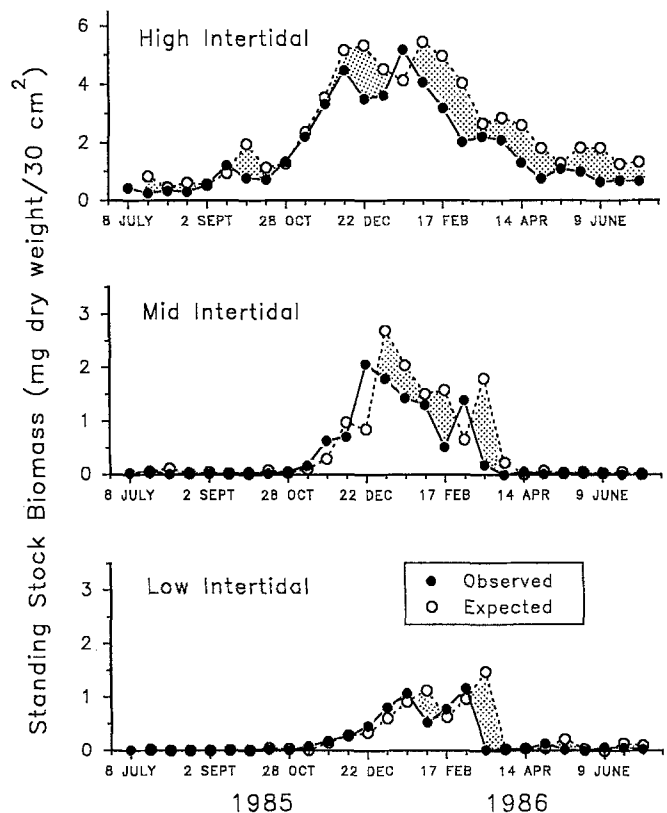 Standing Stock Biomass (mg dry weight/30 cm²)
High Intertidal
6
4
2
0
8 JULY 2 SEPT 28 OCT 22 DEC 17 FEB 14 APR 9 JUNE
Mid Intertidal
3
2
1
0
8 JULY 2 SEPT 28 OCT 22 DEC 17 FEB 14 APR 9 JUNE
Low Intertidal
Observed
Expected
3
2
1
0
8 JULY 2 SEPT 28 OCT 22 DEC 17 FEB 14 APR 9 JUNE
1985 1986